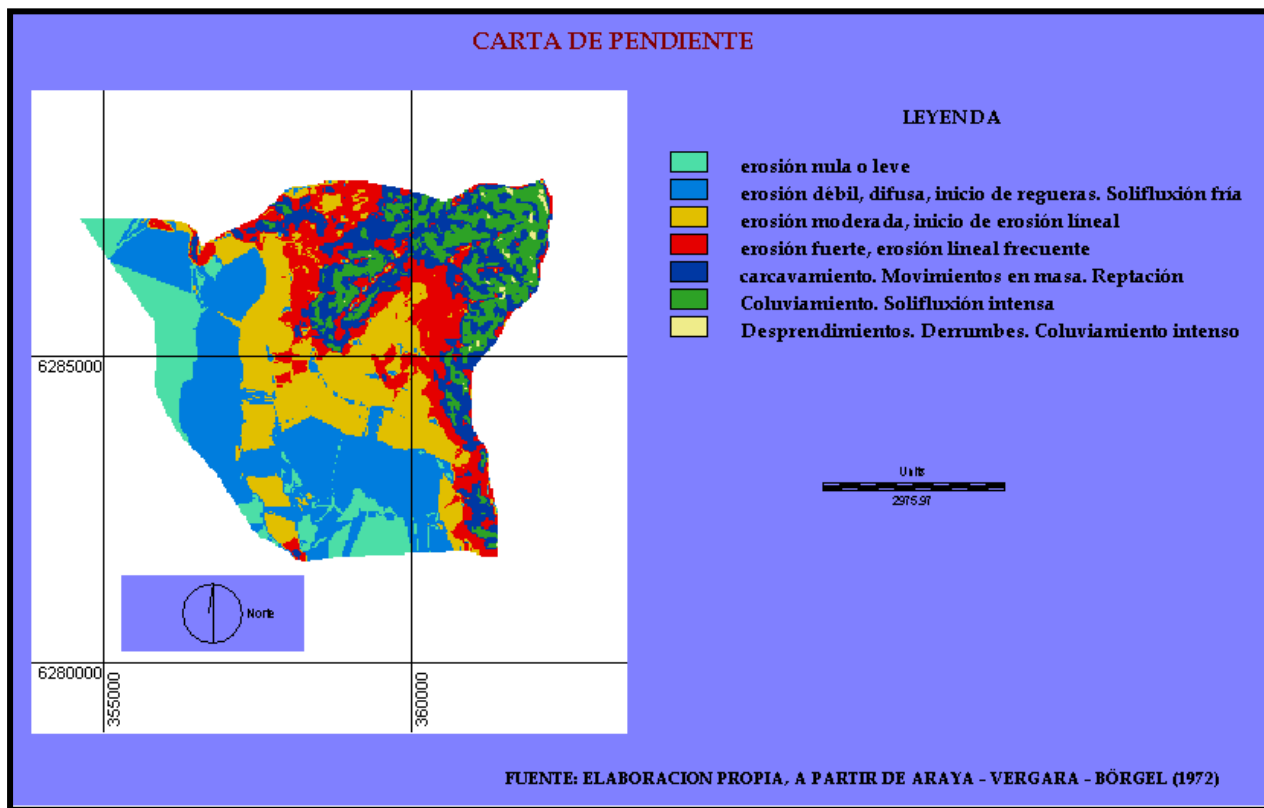 CARTA DE PENDIENTE
LEYENDA
erosión nula o leve
erosión débil, difusa, inicio de regueras. Solifluxión fría
erosión moderada, inicio de erosión líneal
erosión fuerte, erosión lineal frecuente
carcavamiento. Movimientos en masa. Reptación
Coluviamiento. Solifluxión intensa
Desprendimientos. Derrumbes. Coluviamiento intenso
6285000
Units
2975.97
Norte
6280000
355000
360000
FUENTE: ELABORACION PROPIA, A PARTIR DE ARAYA - VERGARA - BÖRGEL (1972)